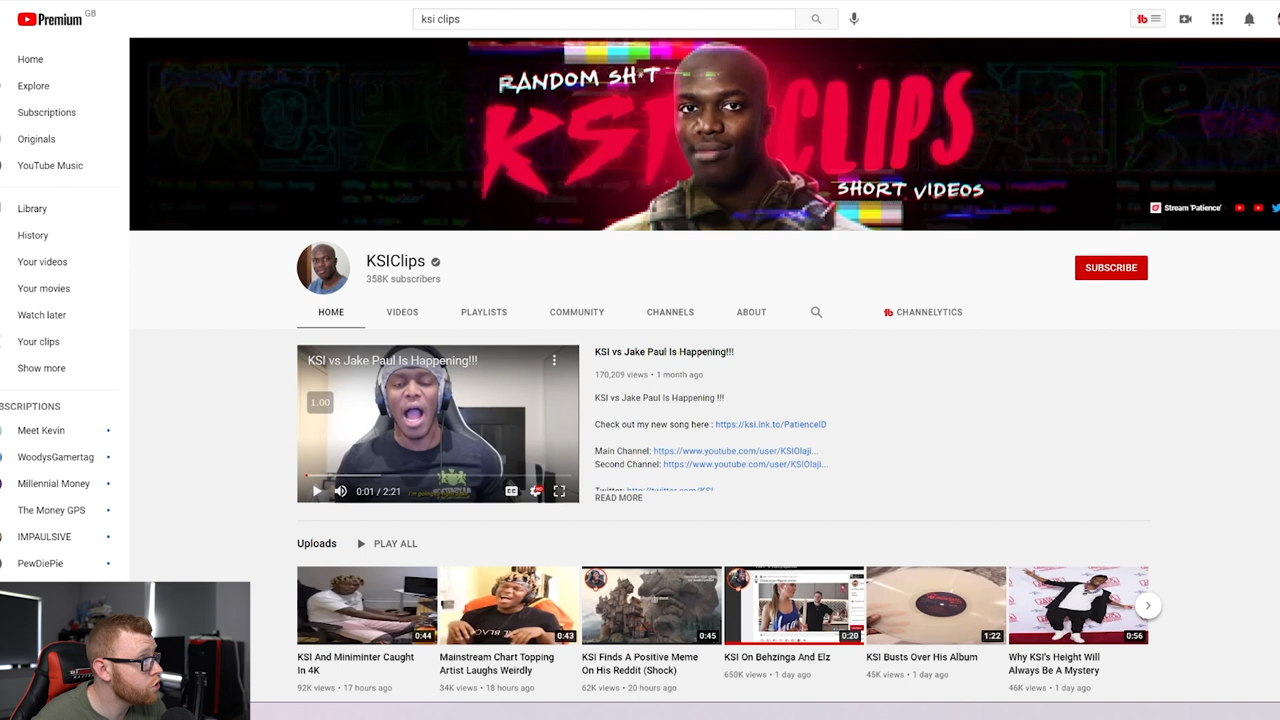 Premium GB
ksi clips
Home
Explore
Subscriptions
Originals
YouTube Music
Library
History
Your videos
Your movies
Watch later
Your clips
Show more
BSCRIPTIONS
Meet Kevin
WoodysGamertag
Millennial Money
The Money GPS
IMPAULSIVE
PewDiePie
RANDOM SH*T
KSI CLIPS
SHORT VIDEOS
Stream 'Patience'
KSIClips
358K subscribers
SUBSCRIBE
HOME VIDEOS PLAYLISTS COMMUNITY CHANNELS ABOUT tb CHANNELYTICS
KSI vs Jake Paul Is Happening!!!
1.00
0:01 / 2:21
KSI vs Jake Paul Is Happening!!!
170,209 views • 1 month ago
KSI vs Jake Paul Is Happening !!!
Check out my new song here : https://ksi.lnk.to/PatienceID
Main Channel: https://www.youtube.com/user/KSIOlaji...
Second Channel: https://www.youtube.com/user/KSIOlaji...
Twitter: http://twitter.com/KSI
READ MORE
Uploads PLAY ALL
0:44
0:43
0:45
0:20
1:22
0:56
KSI And Miniminter Caught
In 4K
92K views • 17 hours ago
Mainstream Chart Topping
Artist Laughs Weirdly
34K views • 18 hours ago
KSI Finds A Positive Meme
On His Reddit (Shock)
62K views • 20 hours ago
KSI On Behzinga And Elz
650K views • 1 day ago
KSI Busts Over His Album
45K views • 1 day ago
Why KSI's Height Will
Always Be A Mystery
46K views • 1 day ago